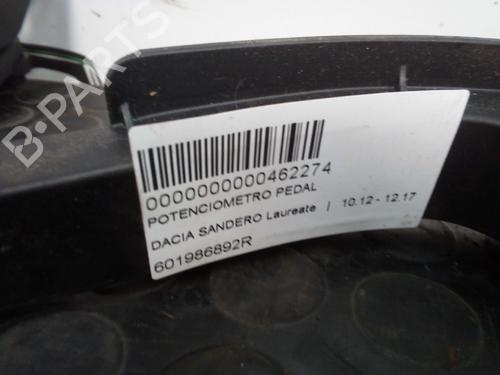 B-PARTS
0000000000462274
POTENCIOMETRO PEDAL
DACIA SANDERO Laureate | 10.12 - 12.17
601986892R